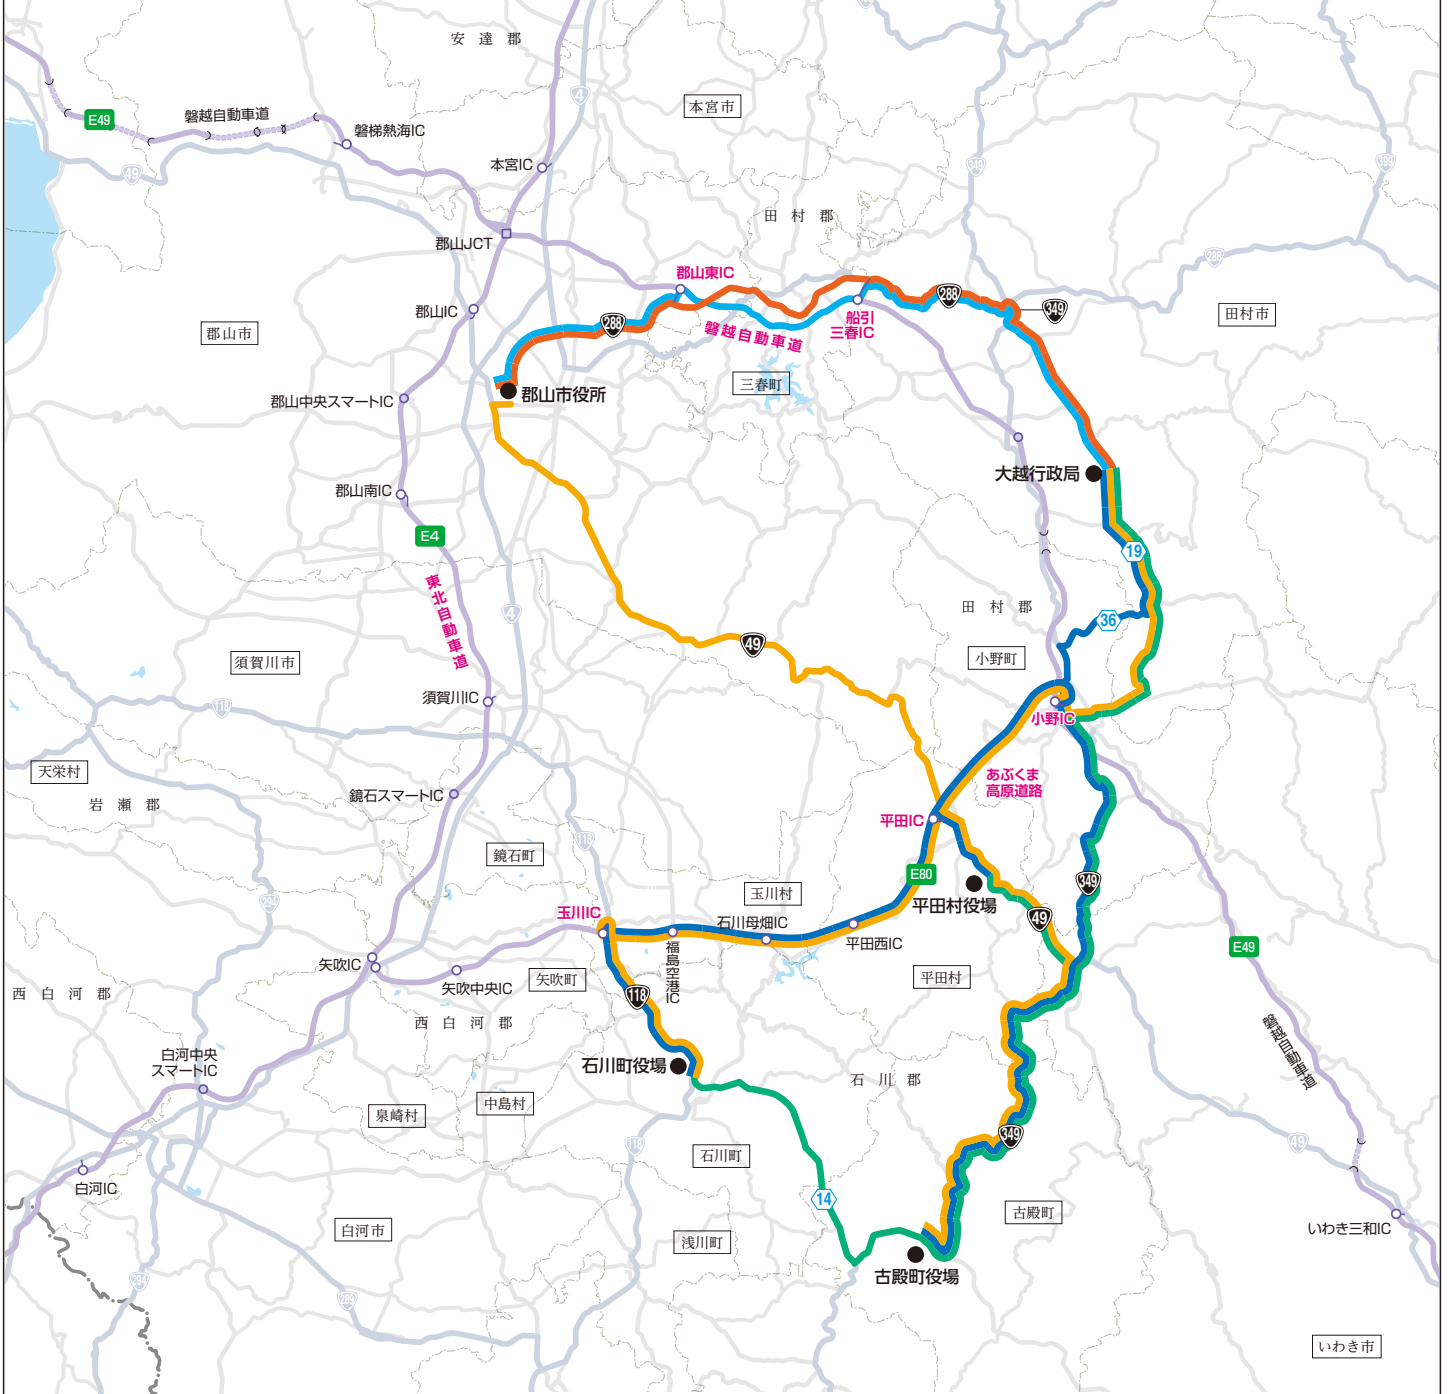 安達郡
4
本宮市
E49
磐越自動車道
磐梯熱海IC
本宮IC
49
349
399
田村郡
郡山JCT
288
郡山東IC
288
349
郡山IC
船引
三春IC
田村市
288
磐越自動車道
郡山市
三春町
郡山市役所
郡山中央スマートIC
大越行政局
郡山南IC
E4
19
東北自動車道
4
田村郡
36
49
小野町
須賀川市
須賀川IC
118
小野IC
天栄村
岩瀬郡
あぶくま
高原道路
鏡石スマートIC
平田IC
118
鏡石町
E80
349
玉川村
294
平田村役場
玉川IC
49
石川母畑IC
平田西IC
E49
福島空港IC
矢吹IC
矢吹中央IC
矢吹町
平田村
西白河郡
118
西白河郡
磐越自動車道
白河中央
スマートIC
石川町役場
石川郡
中島村
泉崎村
349
49
118
石川町
白河IC
14
古殿町
白河市
浅川町
いわき三和IC
古殿町役場
294
289
いわき市